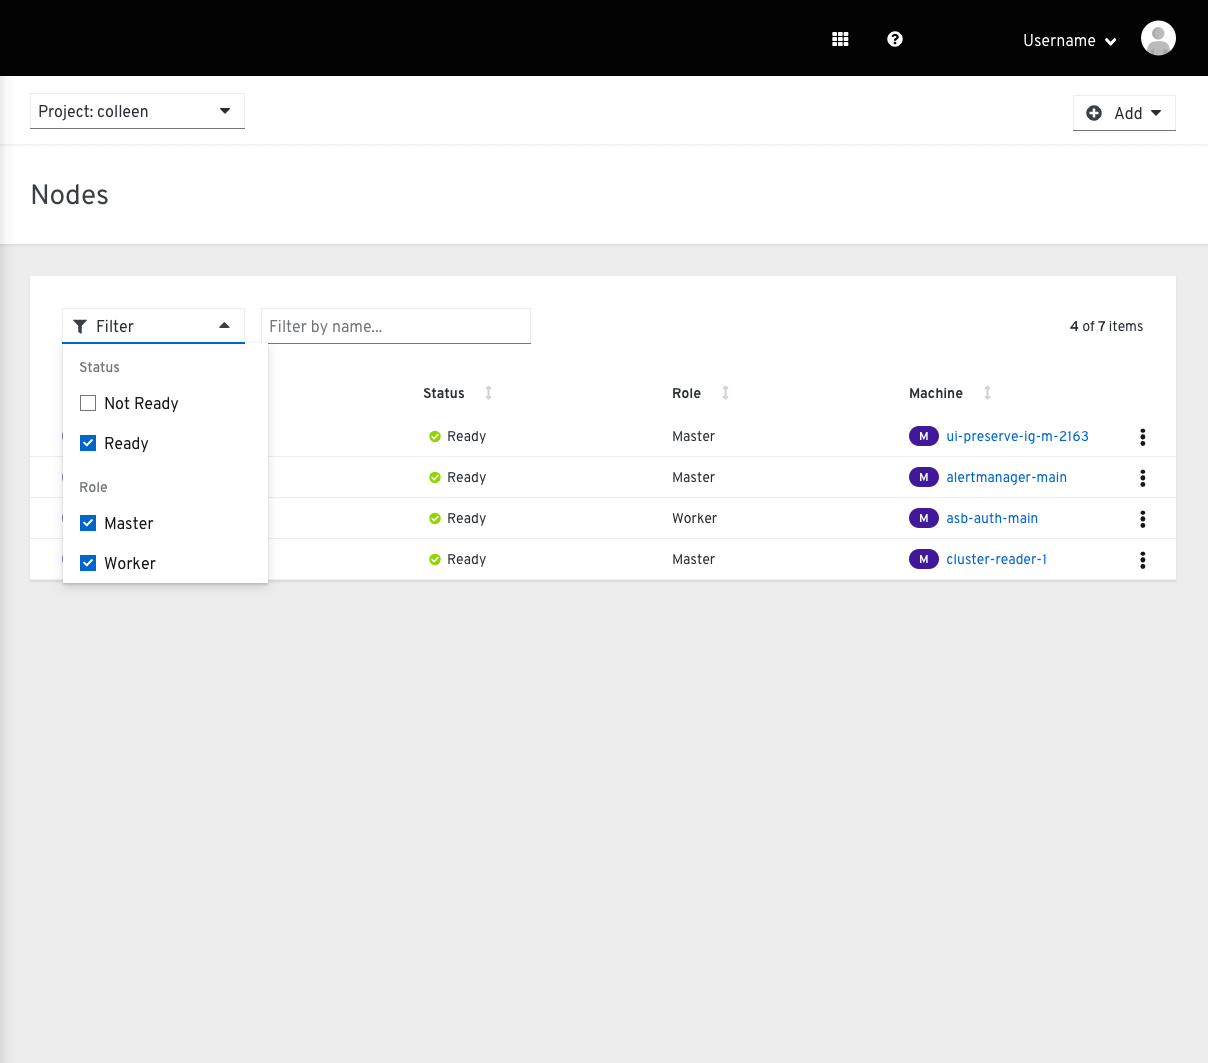 Username
Project: colleen
Add
Nodes
Filter
Filter by name...
4 of 7 items
Status
Not Ready
Ready
Role
Master
Worker
Status Role Machine
Ready Master M ui-preserve-ig-m-2163
Ready Master M alertmanager-main
Ready Worker M asb-auth-main
Ready Master M cluster-reader-1